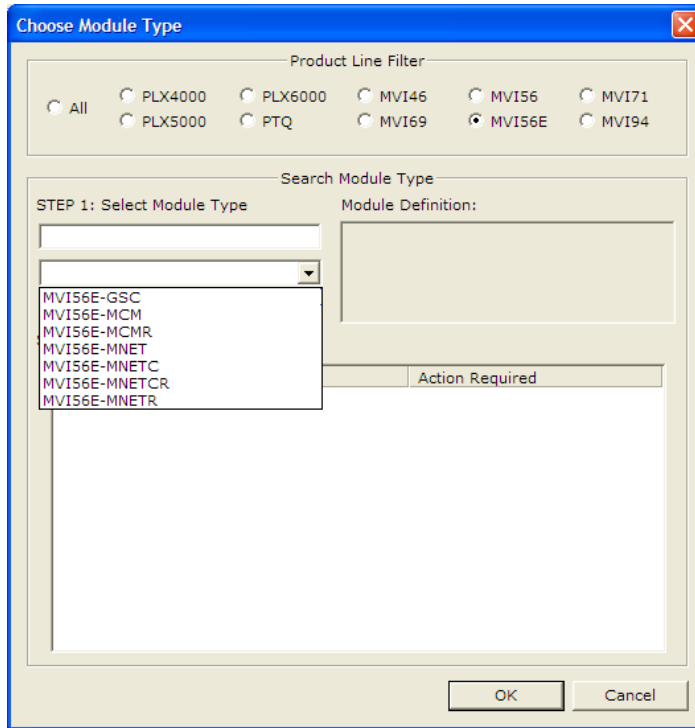 Choose Module Type
Product Line Filter
All
PLX4000 PLX6000 MVI46 MVI56 MVI71
PLX5000 PTQ MVI69 MVI56E MVI94
Search Module Type
STEP 1: Select Module Type Module Definition:
MVI56E-GSC
MVI56E-MCM
MVI56E-MCMR
MVI56E-MNET
MVI56E-MNETC
MVI56E-MNETCR
MVI56E-MNETR
Action Required
OK Cancel